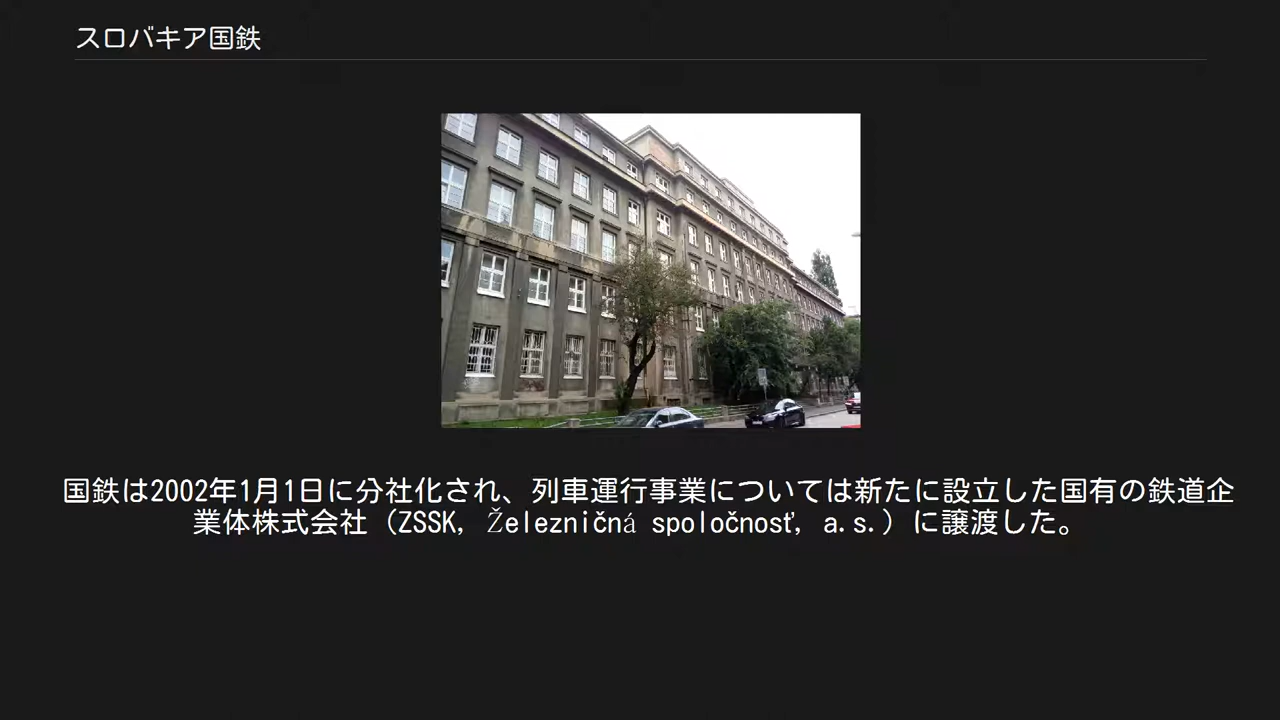 スロバキア国鉄
国鉄は2002年1月1日に分社化され、列車運行事業については新たに設立した国有の鉄道企
業体株式会社（ZSSK, Železničná spoločnosť, a.s.）に譲渡した。